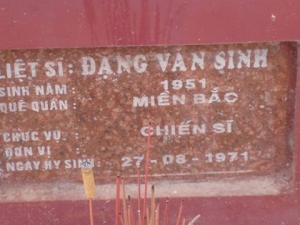 LIỆT SĨ : ĐẶNG VĂN SINH
SINH NĂM : 1951
QUÊ QUÁN : MIỀN BẮC
CHỨC VỤ : CHIẾN SĨ
ĐƠN VỊ :
NGÀY HY SINH : 27-08-1971